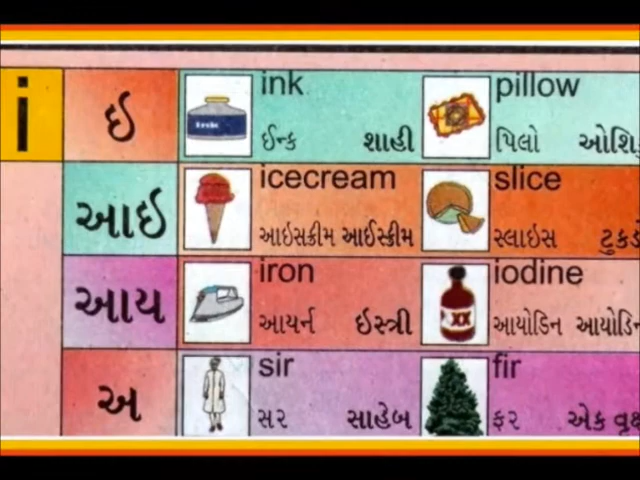 i
ઇ
ink
pillow
ઈન્ક શાહી
પિલો
આઇ
icecream
slice
આઇસક્રીમ આઈસ્ક્રીમ
સ્લાઇસ
આય
iron
iodine
આયર્ન ઇસ્ત્રી
આયોડિન
અ
sir
fir
સર સાહેબ
ફર એક